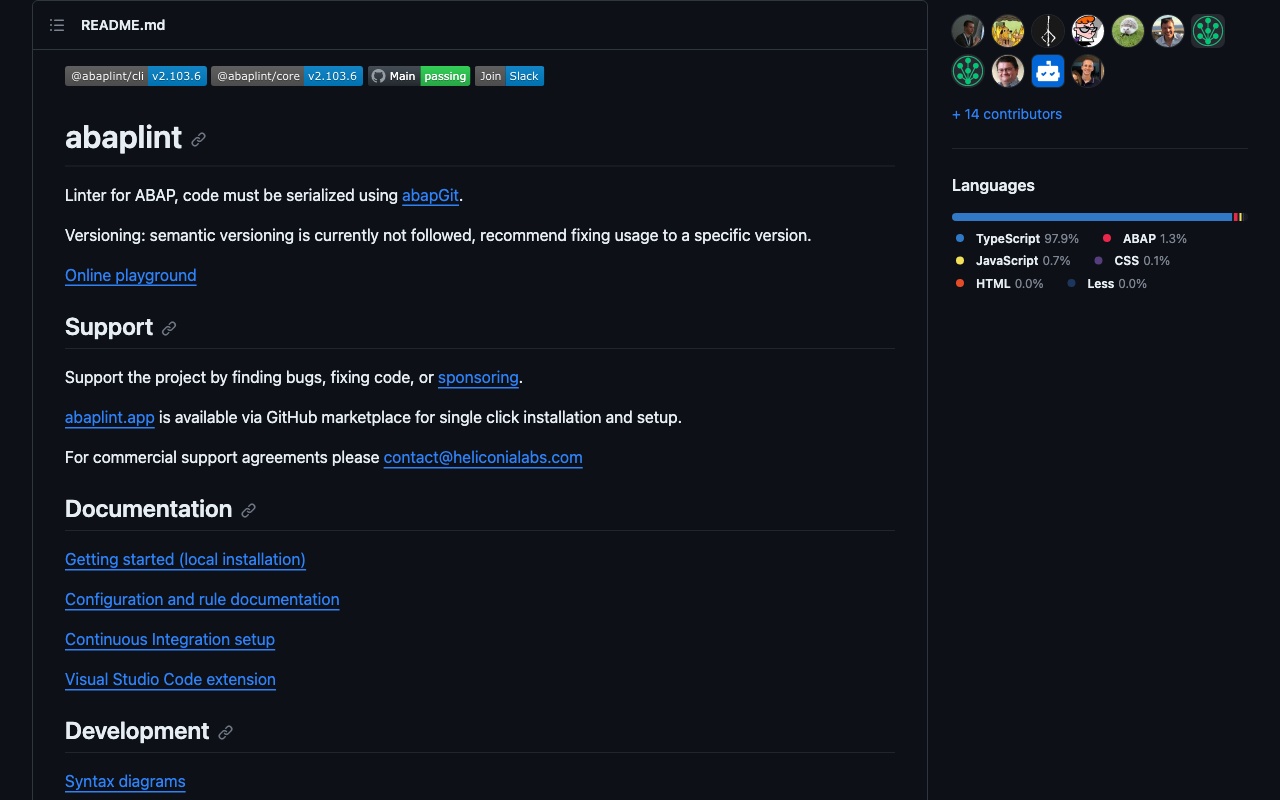 README.md
@abaplint/cli v2.103.6 @abaplint/core v2.103.6 Main passing Join Slack
abaplint
Linter for ABAP, code must be serialized using abapGit.
Versioning: semantic versioning is currently not followed, recommend fixing usage to a specific version.
Online playground
Support
Support the project by finding bugs, fixing code, or sponsoring.
abaplint.app is available via GitHub marketplace for single click installation and setup.
For commercial support agreements please contact@heliconialabs.com
Documentation
Getting started (local installation)
Configuration and rule documentation
Continuous Integration setup
Visual Studio Code extension
Development
Syntax diagrams
+ 14 contributors
Languages
TypeScript 97.9% ABAP 1.3%
JavaScript 0.7% CSS 0.1%
HTML 0.0% Less 0.0%